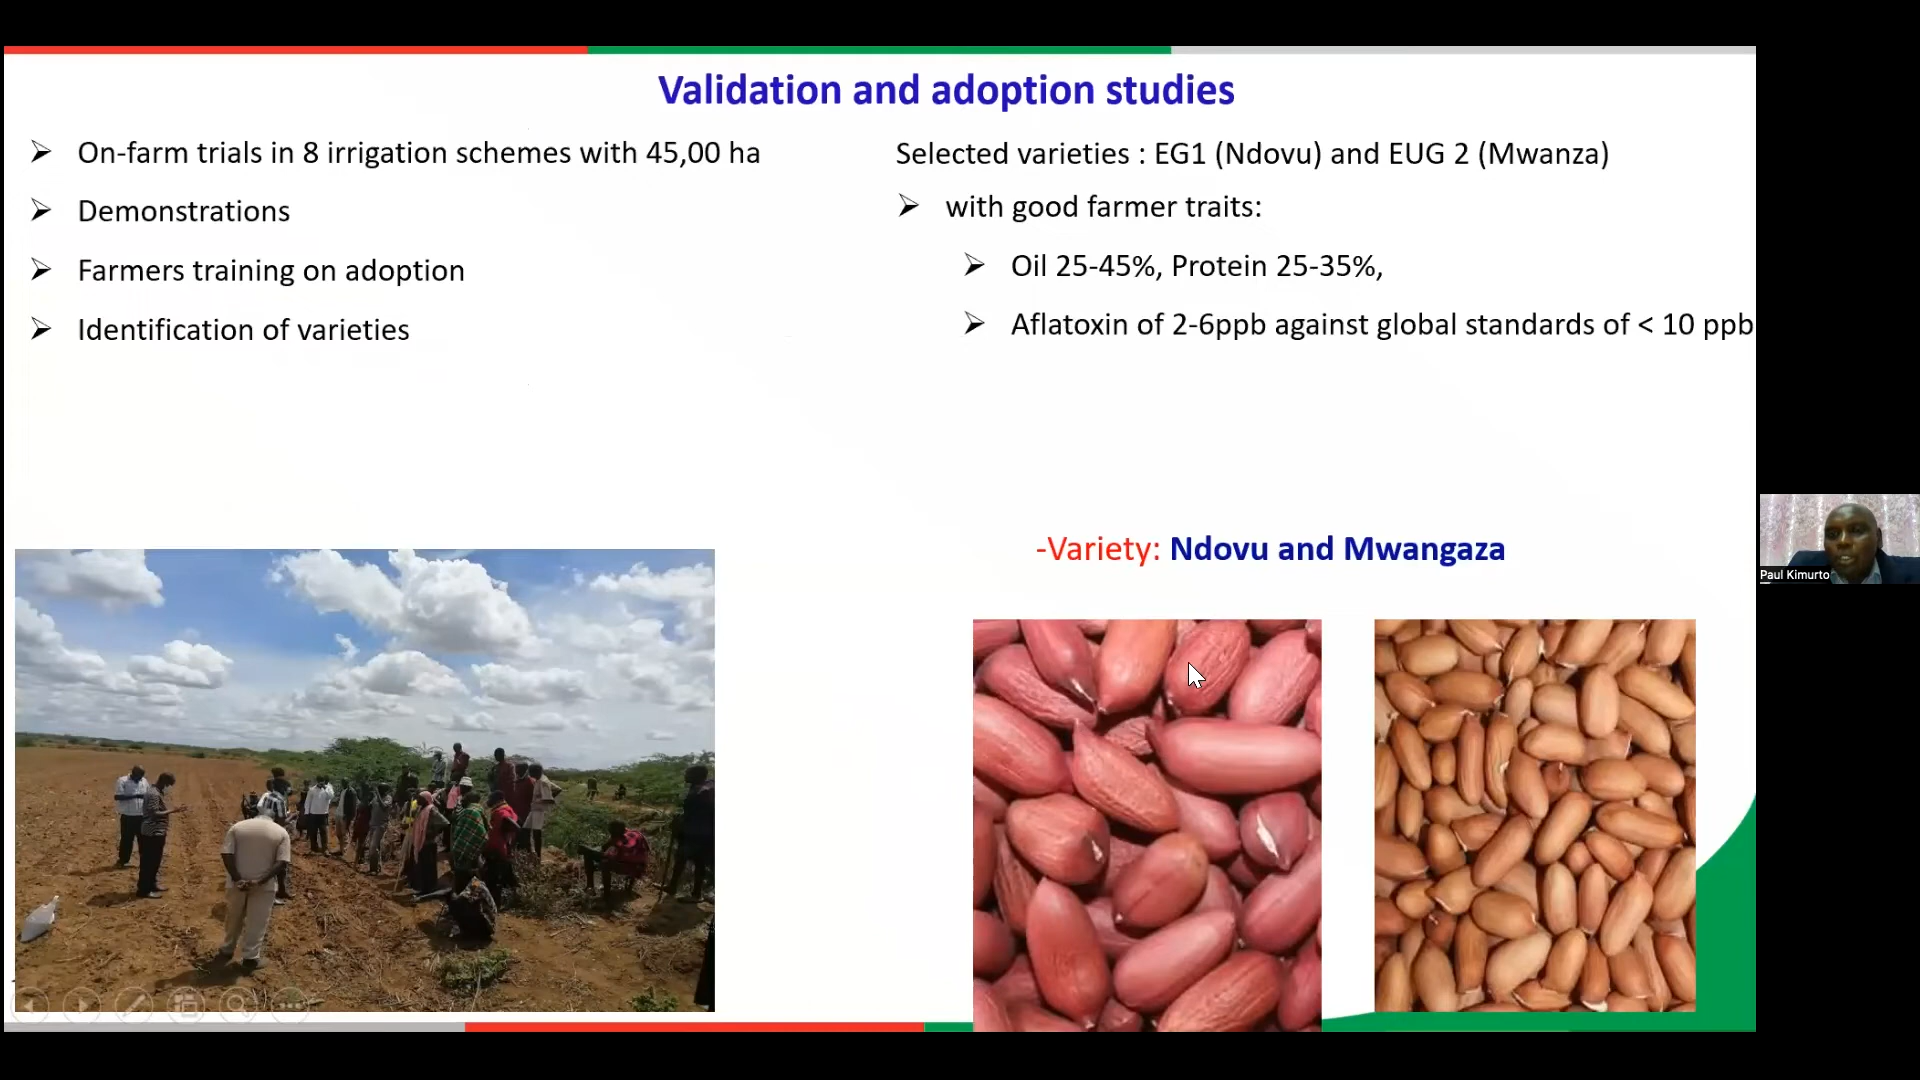 Validation and adoption studies
On-farm trials in 8 irrigation schemes with 45,00 ha
Demonstrations
Farmers training on adoption
Identification of varieties
Selected varieties : EG1 (Ndovu) and EUG 2 (Mwanza)
with good farmer traits:
Oil 25-45%, Protein 25-35%,
Aflatoxin of 2-6ppb against global standards of < 10 ppb
-Variety: Ndovu and Mwangaza
Paul Kimurto